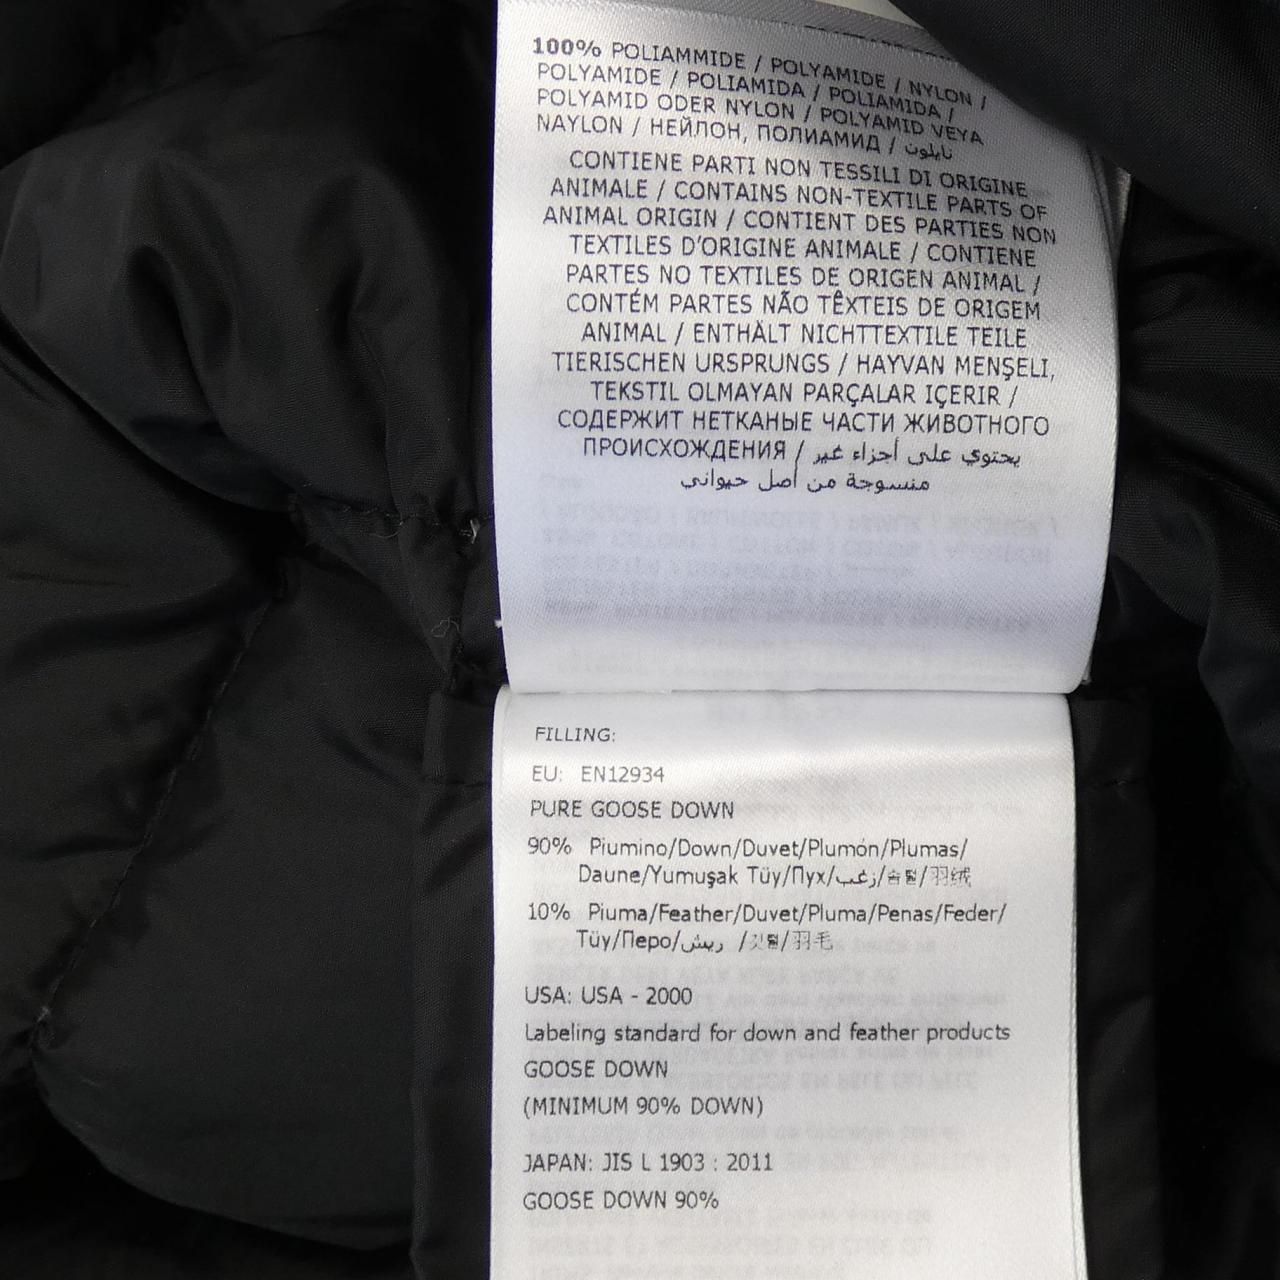 100% POLIAMMIDE / POLYAMIDE / NYLON /
POLYAMIDE / POLIAMIDA / POLIAMIDA /
POLYAMID ODER NYLON / POLYAMID VEYA
NAYLON / НЕЙЛОН, ПОЛИАМИД / نايلون
CONTIENE PARTI NON TESSILI DI ORIGINE
ANIMALE / CONTAINS NON-TEXTILE PARTS OF
ANIMAL ORIGIN / CONTIENT DES PARTIES NON
TEXTILES D'ORIGINE ANIMALE / CONTIENE
PARTES NO TEXTILES DE ORIGEN ANIMAL /
CONTÉM PARTES NÃO TÊXTEIS DE ORIGEM
ANIMAL / ENTHÄLT NICHTTEXTILE TEILE
TIERISCHEN URSPRUNGS / HAYVAN MENŞELI,
TEKSTIL OLMAYAN PARÇALAR IÇERIR /
СОДЕРЖИТ НЕТКАНЫЕ ЧАСТИ ЖИВОТНОГО
ПРОИСХОЖДЕНИЯ / يحتوي على أجزاء غير
منسوجة من أصل حيواني
FILLING:
EU: EN12934
PURE GOOSE DOWN
90% Piumino/Down/Duvet/Plumón/Plumas/
Daune/Yumuşak Tüy/Пух/زغب/솜털/羽绒
10% Piuma/Feather/Duvet/Pluma/Penas/Feder/
Tüy/Перо/ريش /깃털/羽毛
USA: USA - 2000
Labeling standard for down and feather products
GOOSE DOWN
(MINIMUM 90% DOWN)
JAPAN: JIS L 1903 : 2011
GOOSE DOWN 90%